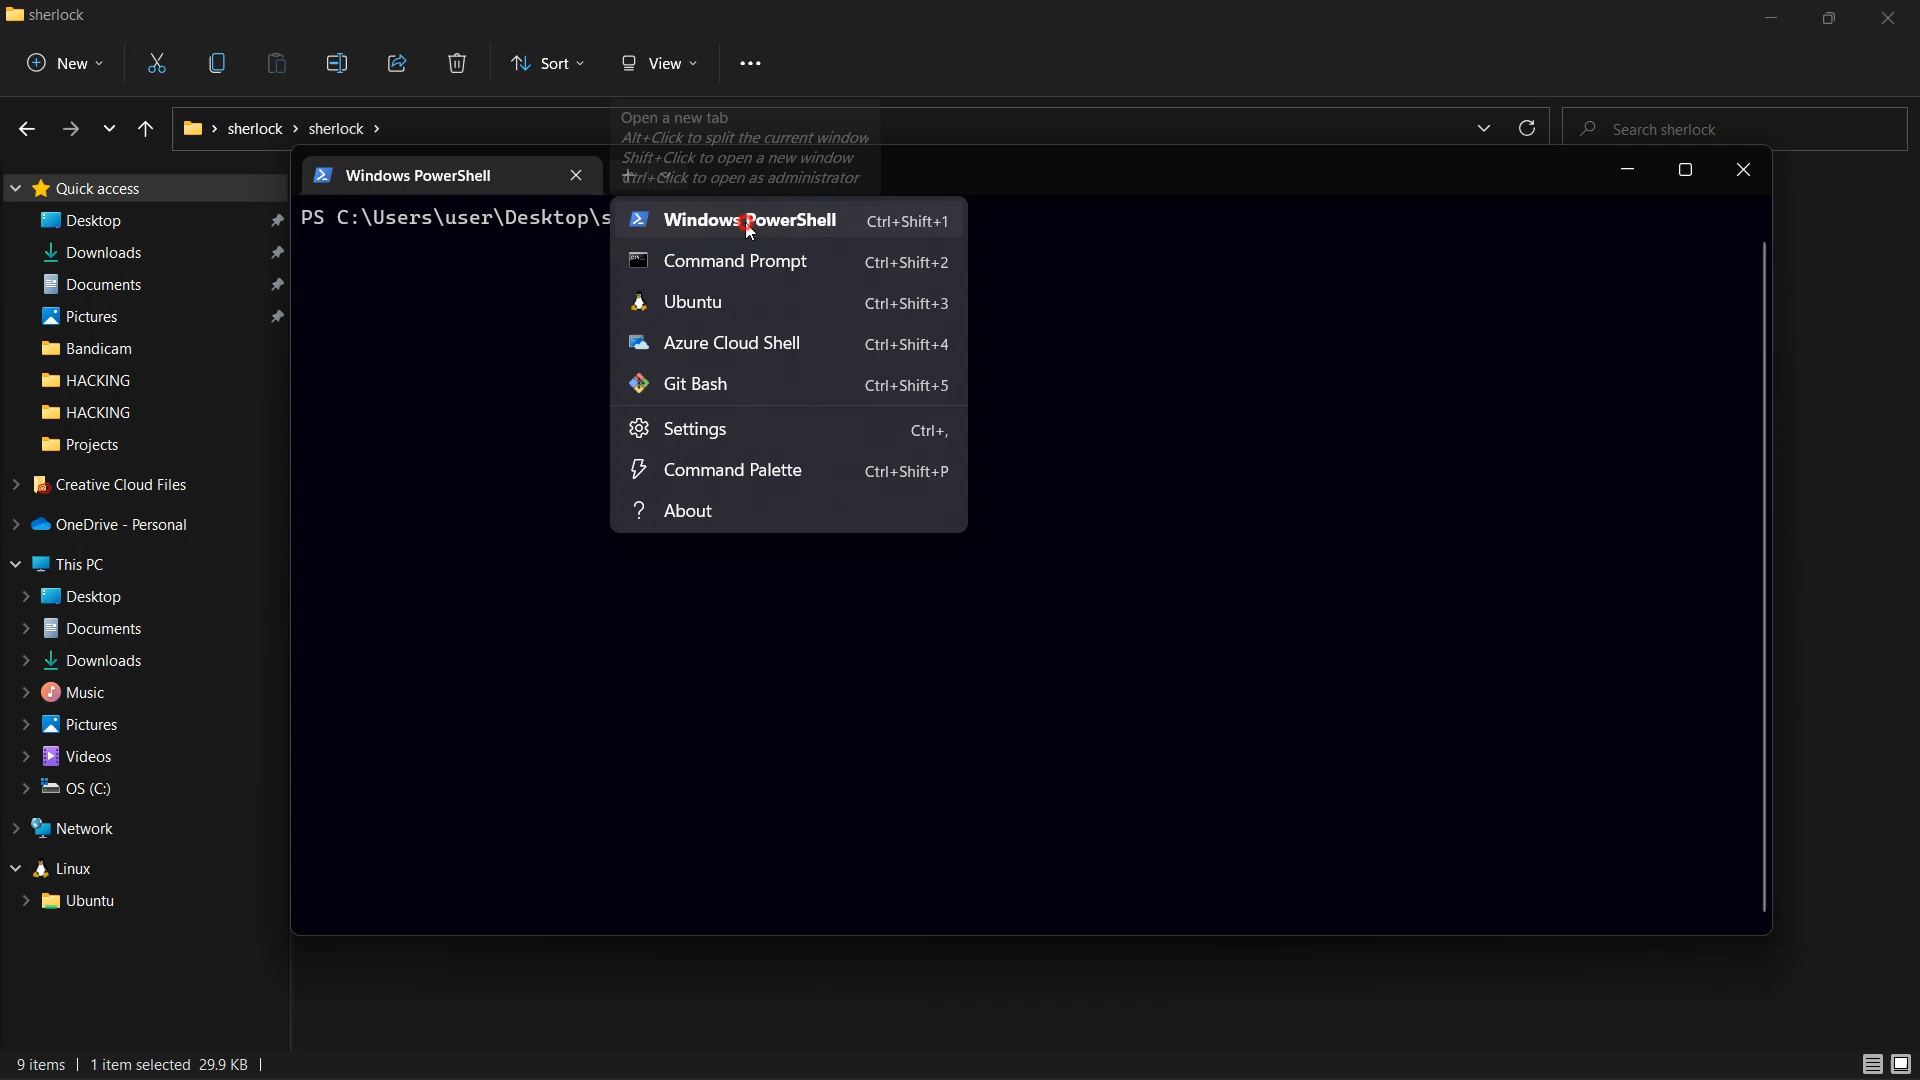 sherlock
New
Sort
View
sherlock
sherlock
Search sherlock
Open a new tab
Alt+Click to split the current window
Shift+Click to open a new window
Ctrl+Click to open as administrator
Windows PowerShell
PS C:\Users\user\Desktop\s
Windows PowerShell Ctrl+Shift+1
Command Prompt Ctrl+Shift+2
Ubuntu Ctrl+Shift+3
Azure Cloud Shell Ctrl+Shift+4
Git Bash Ctrl+Shift+5
Settings Ctrl+,
Command Palette Ctrl+Shift+P
About
Quick access
Desktop
Downloads
Documents
Pictures
Bandicam
HACKING
HACKING
Projects
Creative Cloud Files
OneDrive - Personal
This PC
Desktop
Documents
Downloads
Music
Pictures
Videos
OS (C:)
Network
Linux
Ubuntu
9 items 1 item selected 29.9 KB